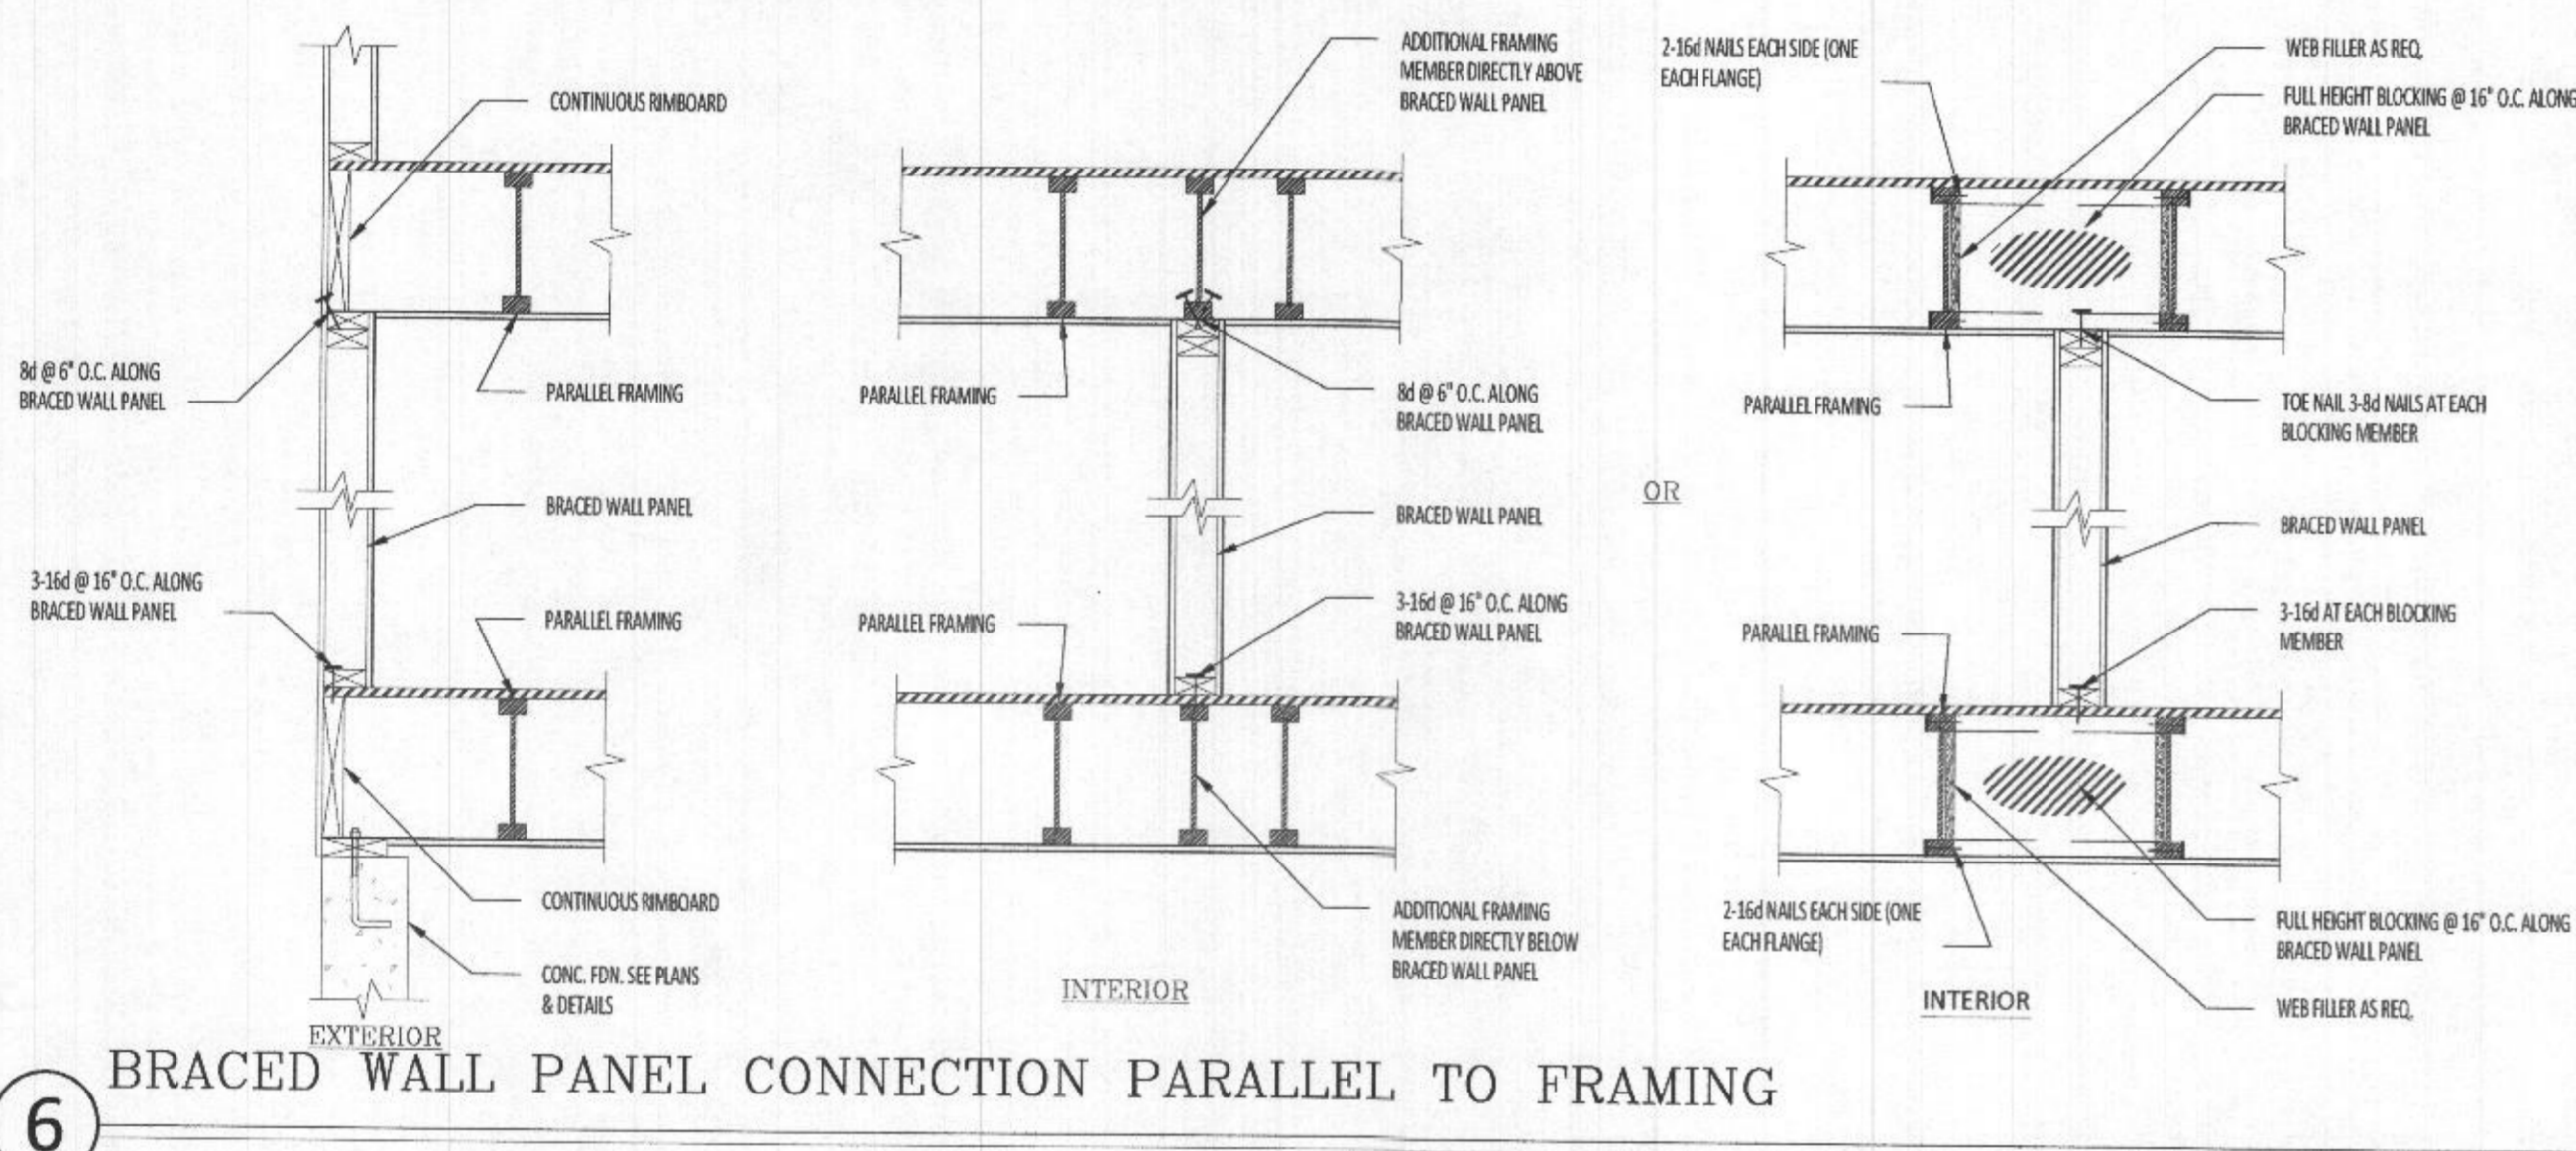 CONTINUOUS RIMBOARD
8d @ 6" O.C. ALONG
BRACED WALL PANEL
PARALLEL FRAMING
BRACED WALL PANEL
3-16d @ 16" O.C. ALONG
BRACED WALL PANEL
PARALLEL FRAMING
CONTINUOUS RIMBOARD
CONC. FDN. SEE PLANS
& DETAILS
EXTERIOR
ADDITIONAL FRAMING
MEMBER DIRECTLY ABOVE
BRACED WALL PANEL
PARALLEL FRAMING
8d @ 6" O.C. ALONG
BRACED WALL PANEL
BRACED WALL PANEL
3-16d @ 16" O.C. ALONG
BRACED WALL PANEL
PARALLEL FRAMING
ADDITIONAL FRAMING
MEMBER DIRECTLY BELOW
BRACED WALL PANEL
INTERIOR
OR
2-16d NAILS EACH SIDE (ONE
EACH FLANGE)
WEB FILLER AS REQ.
FULL HEIGHT BLOCKING @ 16" O.C. ALONG
BRACED WALL PANEL
PARALLEL FRAMING
TOE NAIL 3-8d NAILS AT EACH
BLOCKING MEMBER
BRACED WALL PANEL
PARALLEL FRAMING
3-16d AT EACH BLOCKING
MEMBER
2-16d NAILS EACH SIDE (ONE
EACH FLANGE)
FULL HEIGHT BLOCKING @ 16" O.C. ALONG
BRACED WALL PANEL
WEB FILLER AS REQ.
INTERIOR
6
BRACED WALL PANEL CONNECTION PARALLEL TO FRAMING